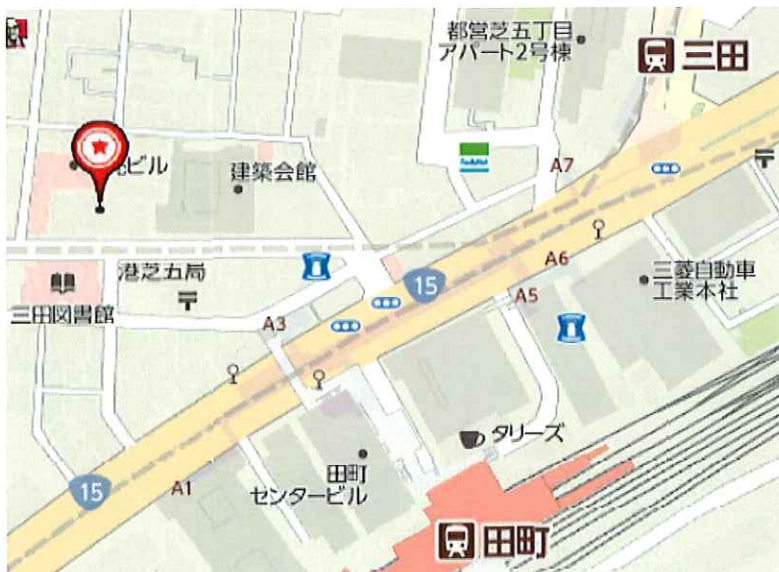 都営芝五丁目
アパート2号棟
三田
ビル
建築会館
FamilyMart
A7
〒
港芝五局
〒
三田図書館
15
A6
A5
A3
三菱自動車
工業本社
タリーズ
田町
センタービル
15
A1
田町